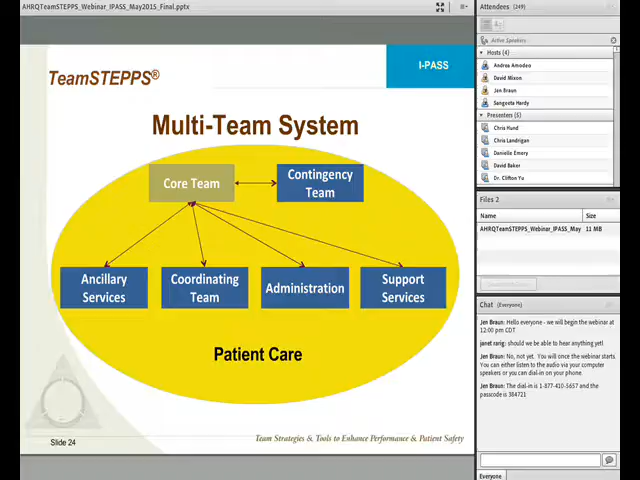 AHRQTeamSTEPPS_Webinar_IPASS_May2015_Final.pptx
TeamSTEPPS®
I-PASS
Multi-Team System
Core Team
Contingency
Team
Ancillary
Services
Coordinating
Team
Administration
Support
Services
Patient Care
Slide 24
Team Strategies & Tools to Enhance Performance & Patient Safety
Attendees (249)
Active Speakers
Hosts (4)
Andrea Amodeo
David Mixon
Jen Braun
Sangeeta Hardy
Presenters (5)
Chris Hund
Chris Landrigan
Danielle Emery
David Baker
Dr. Clifton Yu
Files 2
Name Size
AHRQTeamSTEPPS_Webinar_IPASS_May 11 MB
Chat (Everyone)
Jen Braun: Hello everyone - we will begin the webinar at
12:00 pm CDT
janet rarig: should we be able to hear anything yet!
Jen Braun: No, not yet. You will once the webinar starts.
You can either listen to the audio via your computer
speakers or you can dial-in on your phone.
Jen Braun: The dial-in is 1-877-410-5657 and the
passcode is 384721
Everyone